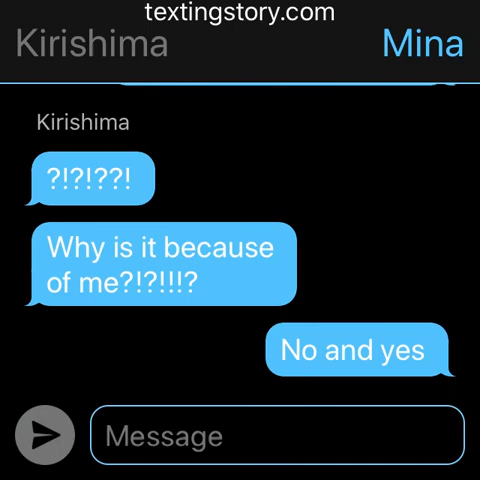 textingstory.com
Kirishima
Mina
Kirishima
?!?!??!
Why is it because
of me?!?!!!?
No and yes
Message